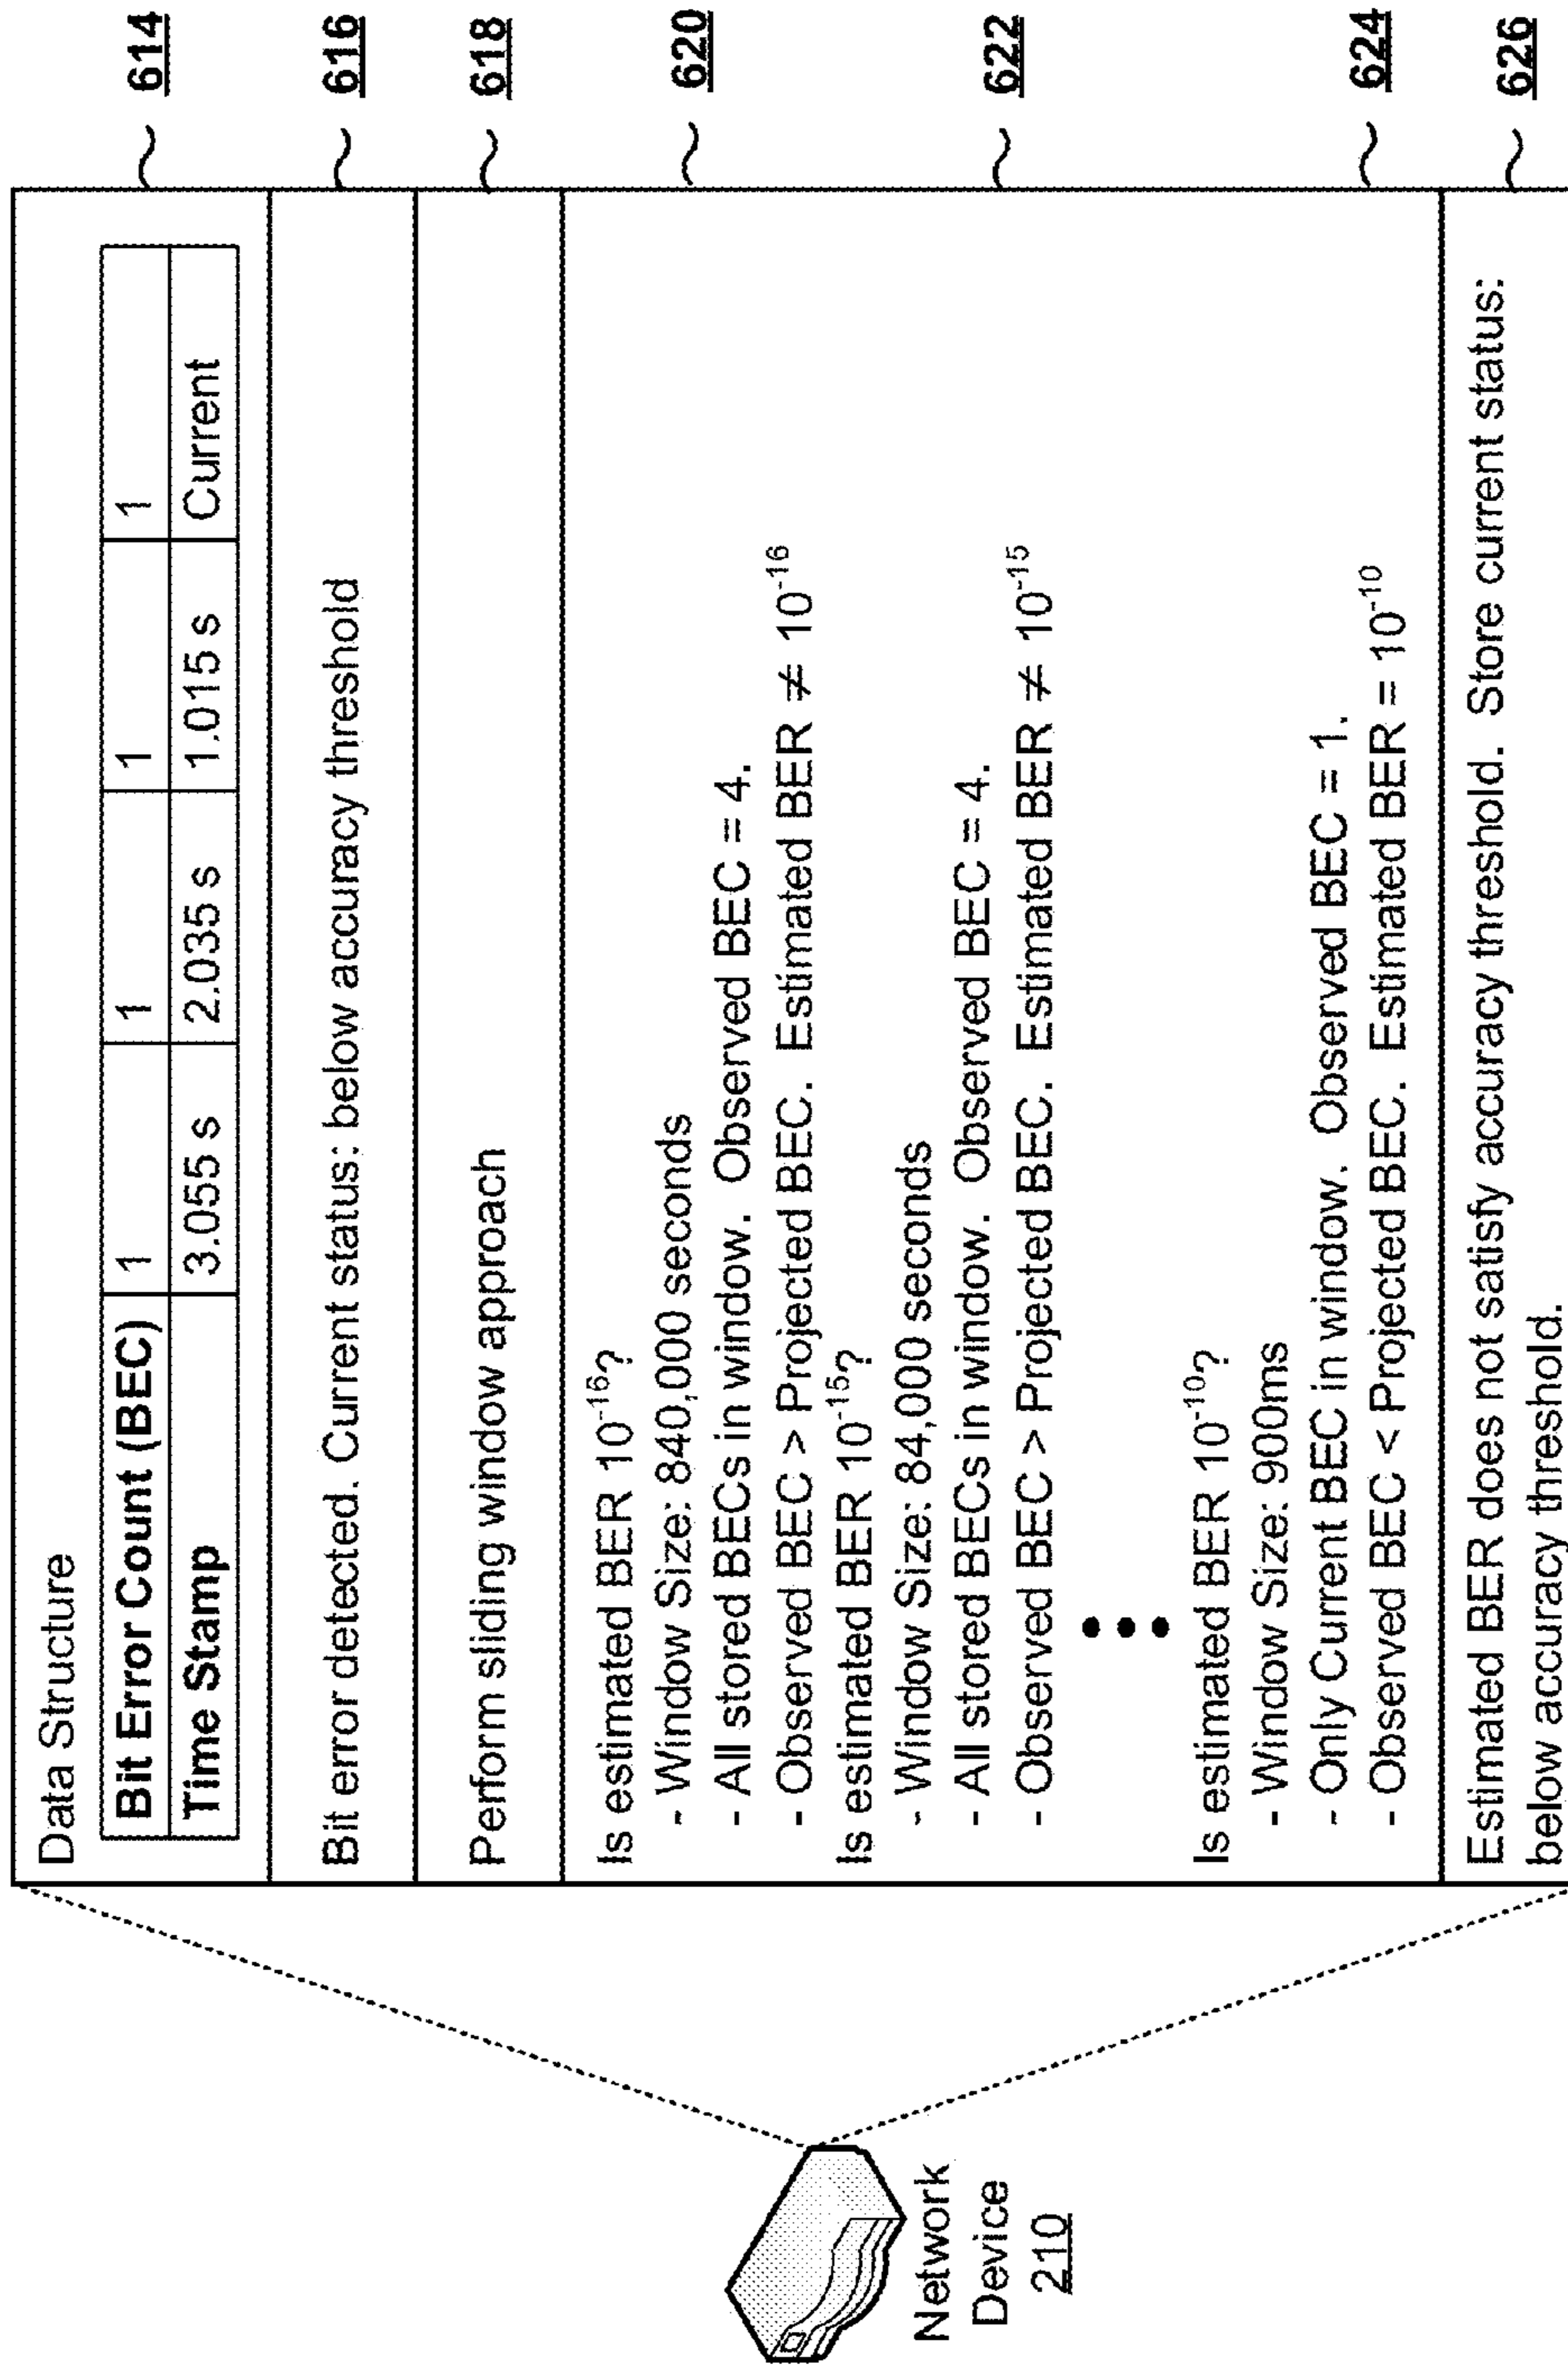 Data Structure
Bit Error Count (BEC) 1 1 1 1
Time Stamp 3.055 s 2.035 s 1.015 s Current
614
Bit error detected. Current status: below accuracy threshold
616
Perform sliding window approach
618
Is estimated BER 10⁻¹⁶?
- Window Size: 840,000 seconds
- All stored BECs in window. Observed BEC = 4.
- Observed BEC > Projected BEC. Estimated BER ≠ 10⁻¹⁶
620
Is estimated BER 10⁻¹⁵?
- Window Size: 84,000 seconds
- All stored BECs in window. Observed BEC = 4.
- Observed BEC > Projected BEC. Estimated BER ≠ 10⁻¹⁵
622
Is estimated BER 10⁻¹⁰?
- Window Size: 900ms
- Only Current BEC in window. Observed BEC = 1.
- Observed BEC < Projected BEC. Estimated BER = 10⁻¹⁰
624
Estimated BER does not satisfy accuracy threshold. Store current status:
below accuracy threshold.
626
Network
Device
210